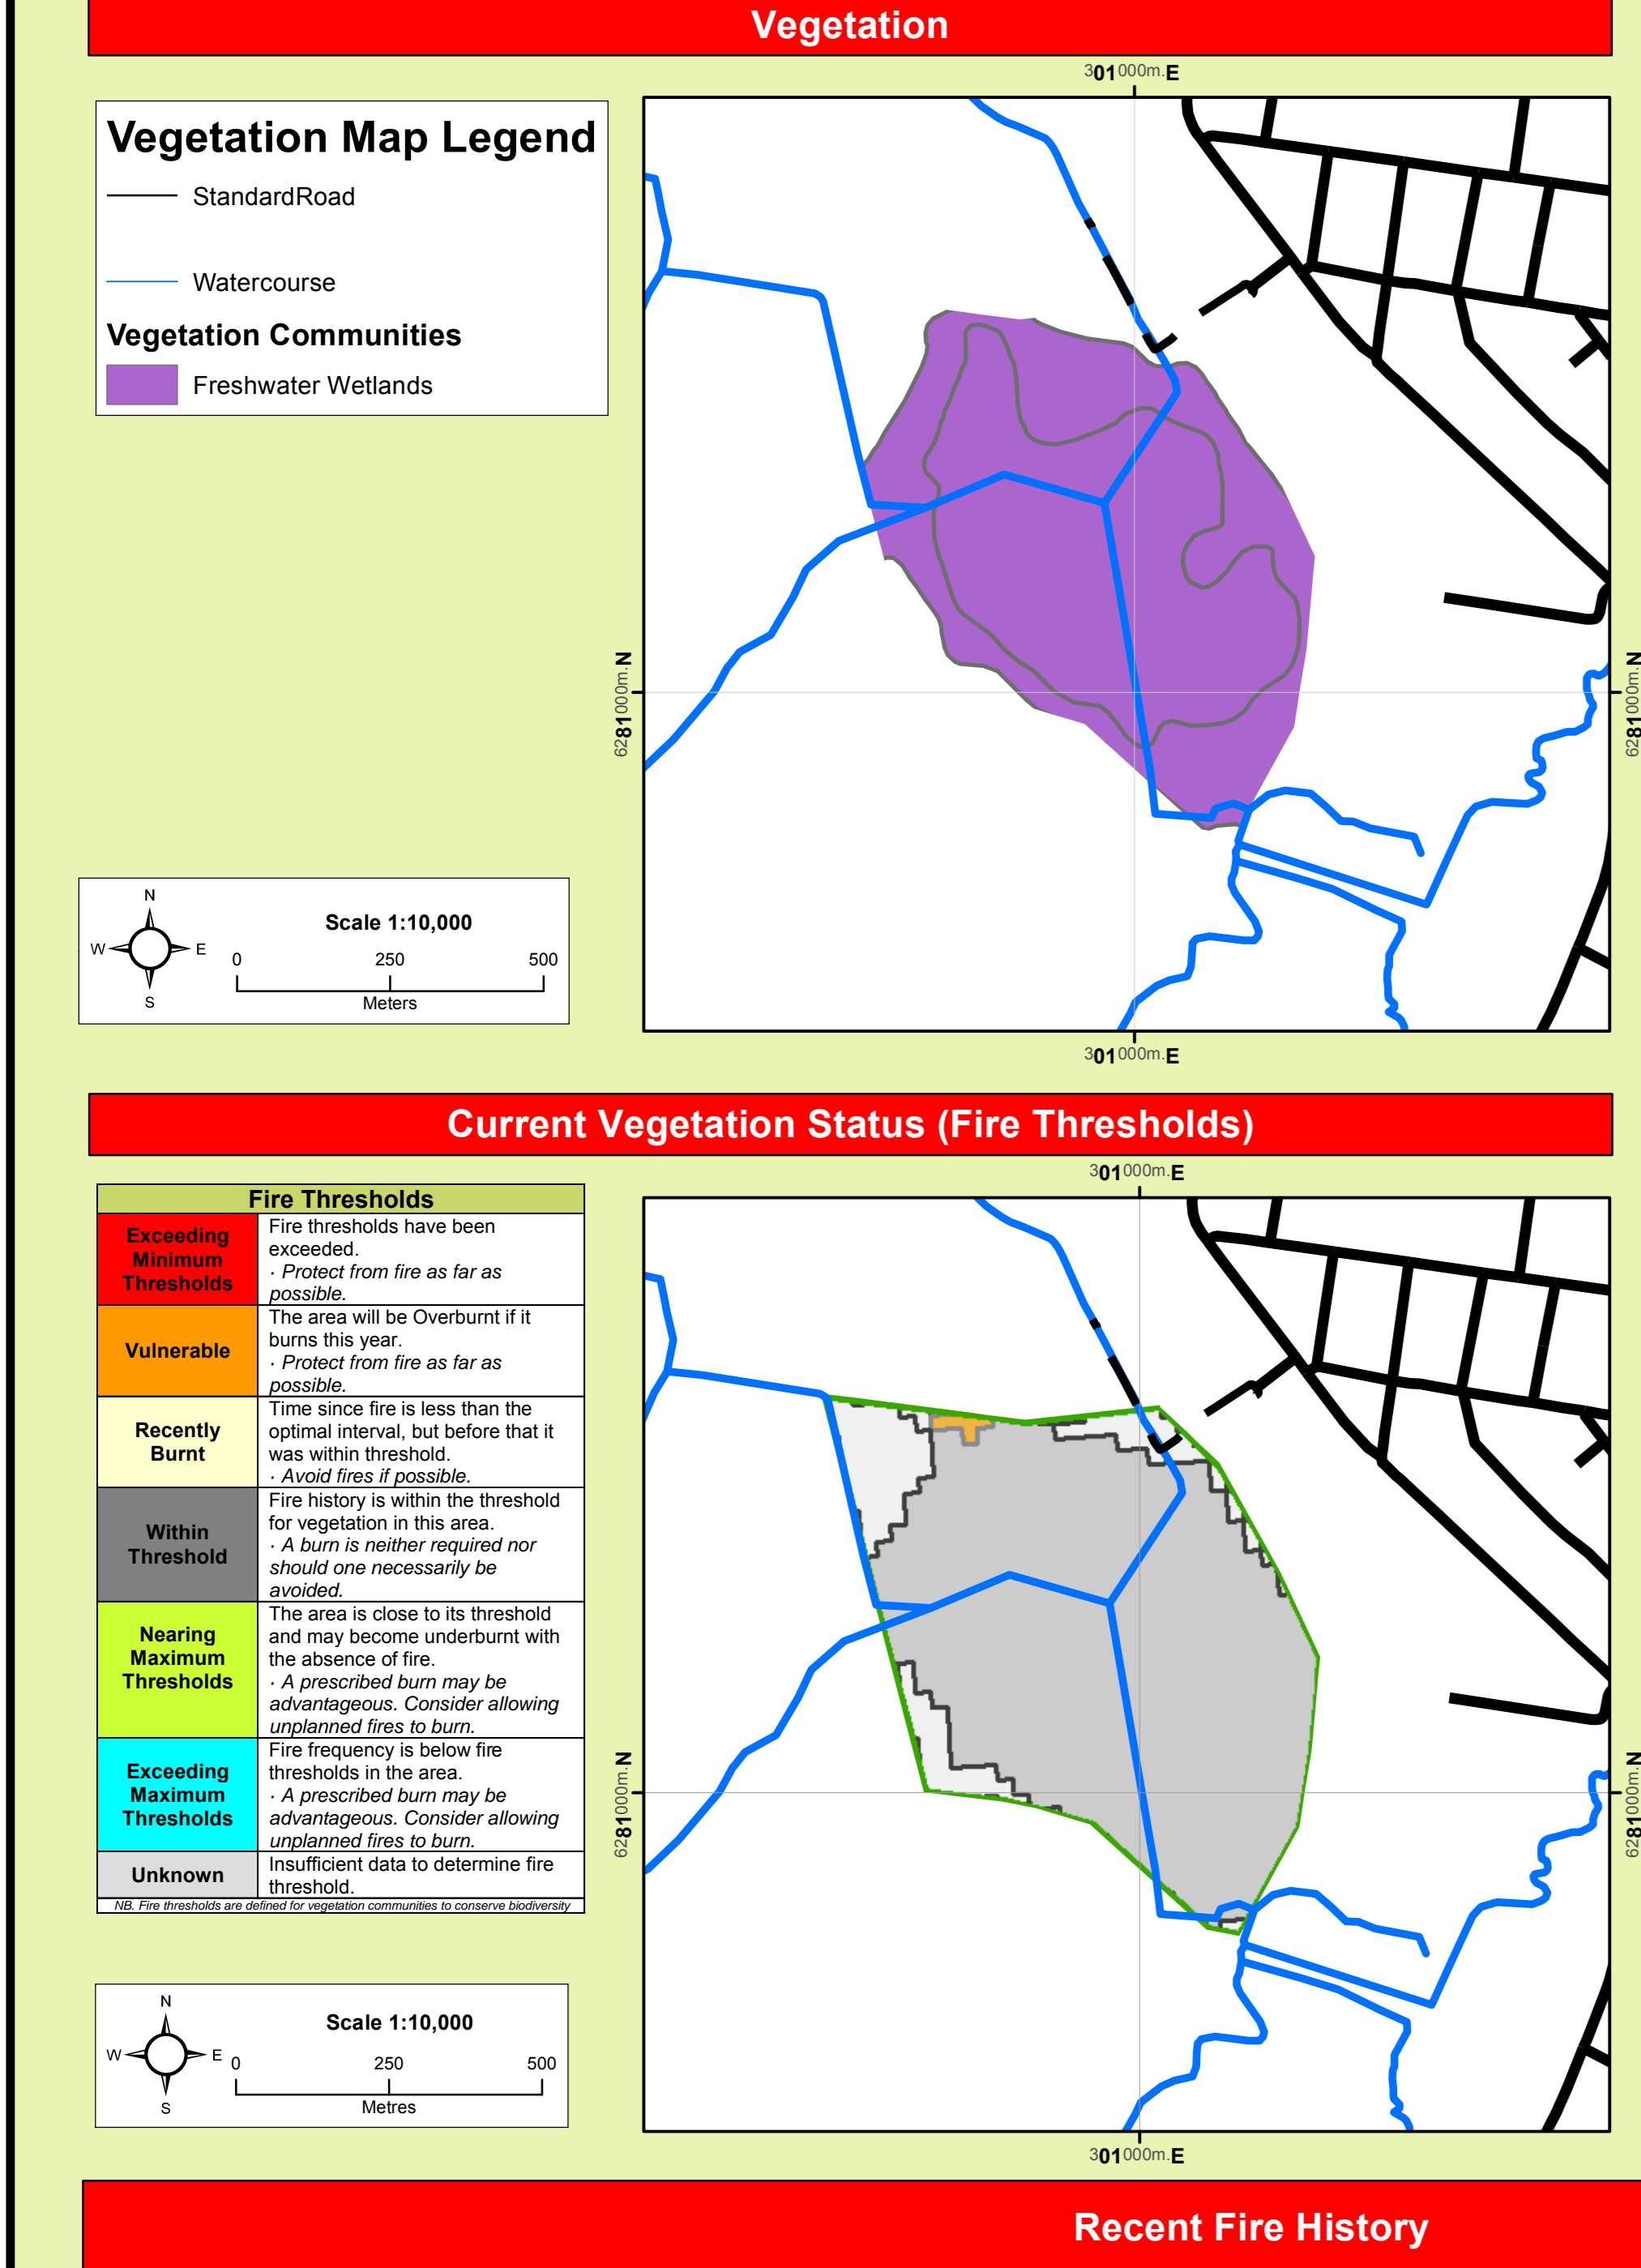 Vegetation
301000m.E
Vegetation Map Legend
StandardRoad
Watercourse
Vegetation Communities
Freshwater Wetlands
6281000m.N
6281000m.N
N
W
E
S
Scale 1:10,000
0 250 500
Meters
301000m.E
Current Vegetation Status (Fire Thresholds)
301000m.E
Fire Thresholds
Exceeding
Minimum
Thresholds
Fire thresholds have been
exceeded.
· Protect from fire as far as
possible.
Vulnerable
The area will be Overburnt if it
burns this year.
· Protect from fire as far as
possible.
Recently
Burnt
Time since fire is less than the
optimal interval, but before that it
was within threshold.
· Avoid fires if possible.
Within
Threshold
Fire history is within the threshold
for vegetation in this area.
· A burn is neither required nor
should one necessarily be
avoided.
Nearing
Maximum
Thresholds
The area is close to its threshold
and may become underburnt with
the absence of fire.
· A prescribed burn may be
advantageous. Consider allowing
unplanned fires to burn.
Exceeding
Maximum
Thresholds
Fire frequency is below fire
thresholds in the area.
· A prescribed burn may be
advantageous. Consider allowing
unplanned fires to burn.
Unknown
Insufficient data to determine fire
threshold.
NB. Fire thresholds are defined for vegetation communities to conserve biodiversity
6281000m.N
6281000m.N
N
W
E
S
Scale 1:10,000
0 250 500
Metres
301000m.E
Recent Fire History